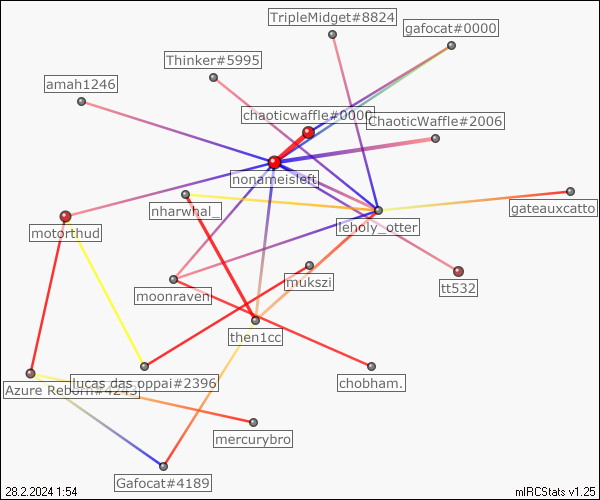 TripleMidget#8824
gafocat#0000
Thinker#5995
amah1246
chaoticwaffle#0000
ChaoticWaffle#2006
nonameisleft
nharwhal_
gateauxcatto
leholy_otter
motorthud
mukszi
tt532
moonraven
then1cc
lucas das oppai#2396
chobham.
Azure Reborn#4243
mercurybro
Gafocat#4189
28.2.2024 1:54
mIRCStats v1.25